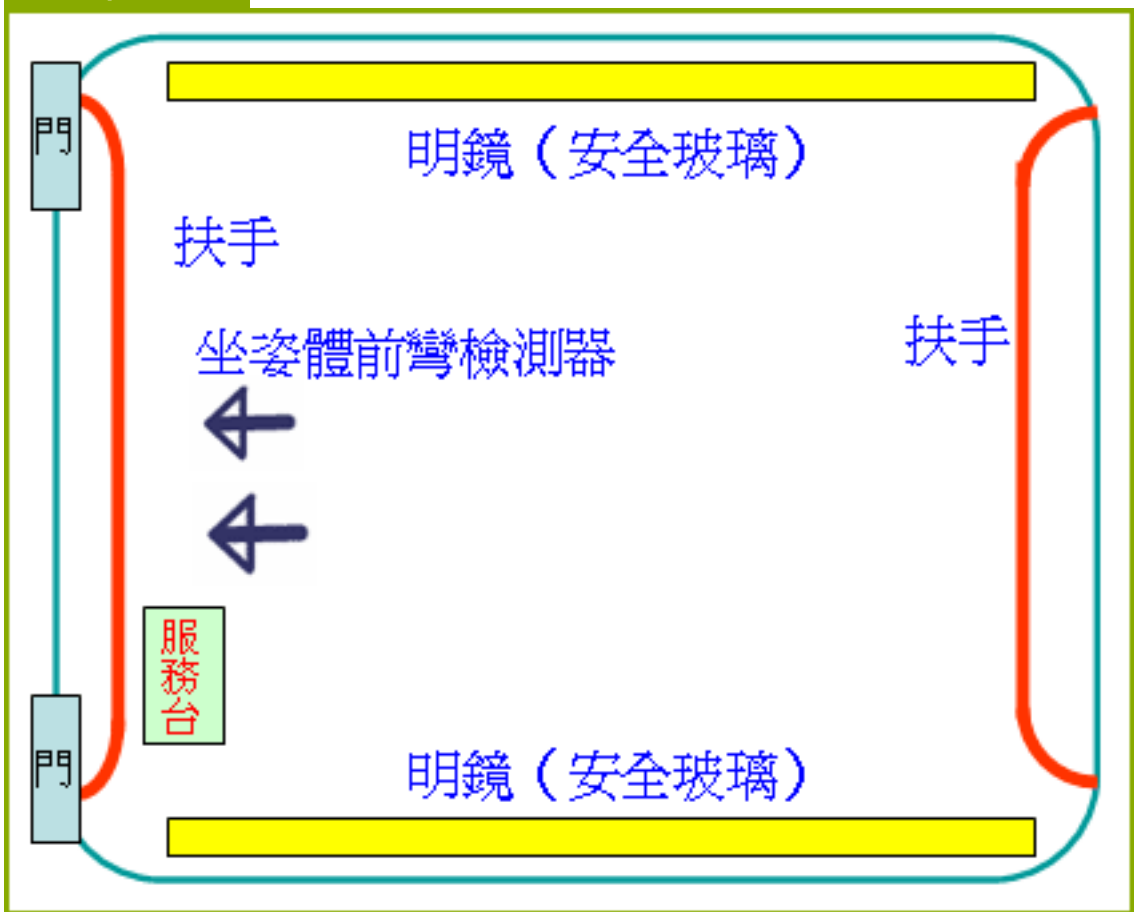 門
明鏡（安全玻璃）
扶手
扶手
坐姿體前彎檢測器
服務台
門
明鏡（安全玻璃）